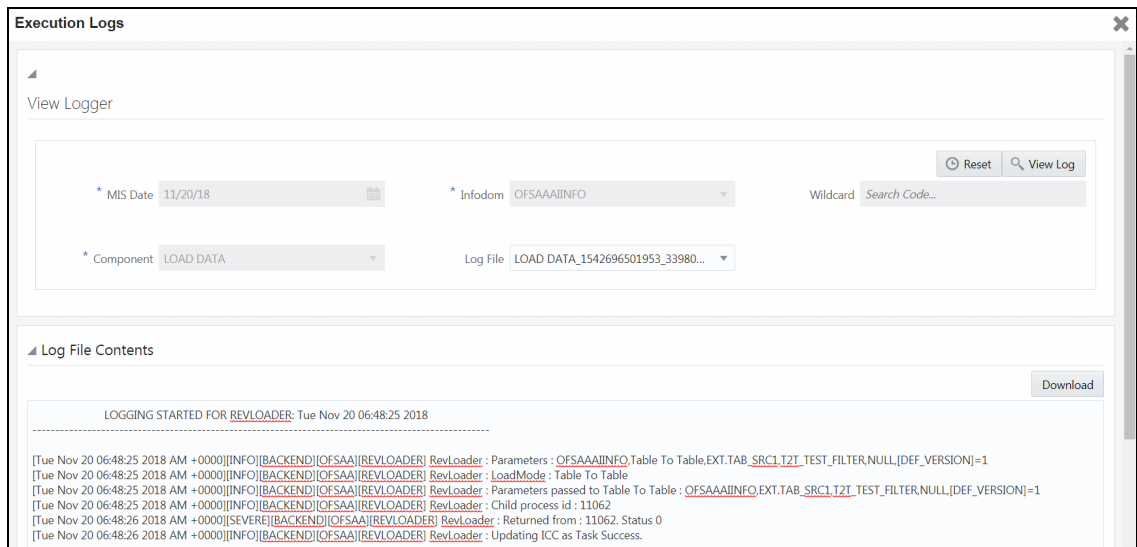 Execution Logs
View Logger
Reset View Log
* MIS Date 11/20/18 * Infodom OFSAAAIINFO Wildcard Search Code...
* Component LOAD DATA Log File LOAD DATA_1542696501953_33980...
Log File Contents
Download
LOGGING STARTED FOR REVLOADER: Tue Nov 20 06:48:25 2018
----------------------------------------------------------------------------------------------------
[Tue Nov 20 06:48:25 2018 AM +0000][INFO][BACKEND][OFSAA][REVLOADER] RevLoader : Parameters : OFSAAAIINFO,Table To Table,EXT.TAB_SRC1,T2T_TEST_FILTER,NULL,[DEF_VERSION]=1
[Tue Nov 20 06:48:25 2018 AM +0000][INFO][BACKEND][OFSAA][REVLOADER] RevLoader : LoadMode : Table To Table
[Tue Nov 20 06:48:25 2018 AM +0000][INFO][BACKEND][OFSAA][REVLOADER] RevLoader : Parameters passed to Table To Table : OFSAAAIINFO,EXT.TAB_SRC1,T2T_TEST_FILTER,NULL,[DEF_VERSION]=1
[Tue Nov 20 06:48:25 2018 AM +0000][INFO][BACKEND][OFSAA][REVLOADER] RevLoader : Child process id : 11062
[Tue Nov 20 06:48:26 2018 AM +0000][SEVERE][BACKEND][OFSAA][REVLOADER] RevLoader : Returned from : 11062. Status 0
[Tue Nov 20 06:48:26 2018 AM +0000][INFO][BACKEND][OFSAA][REVLOADER] RevLoader : Updating ICC as Task Success.